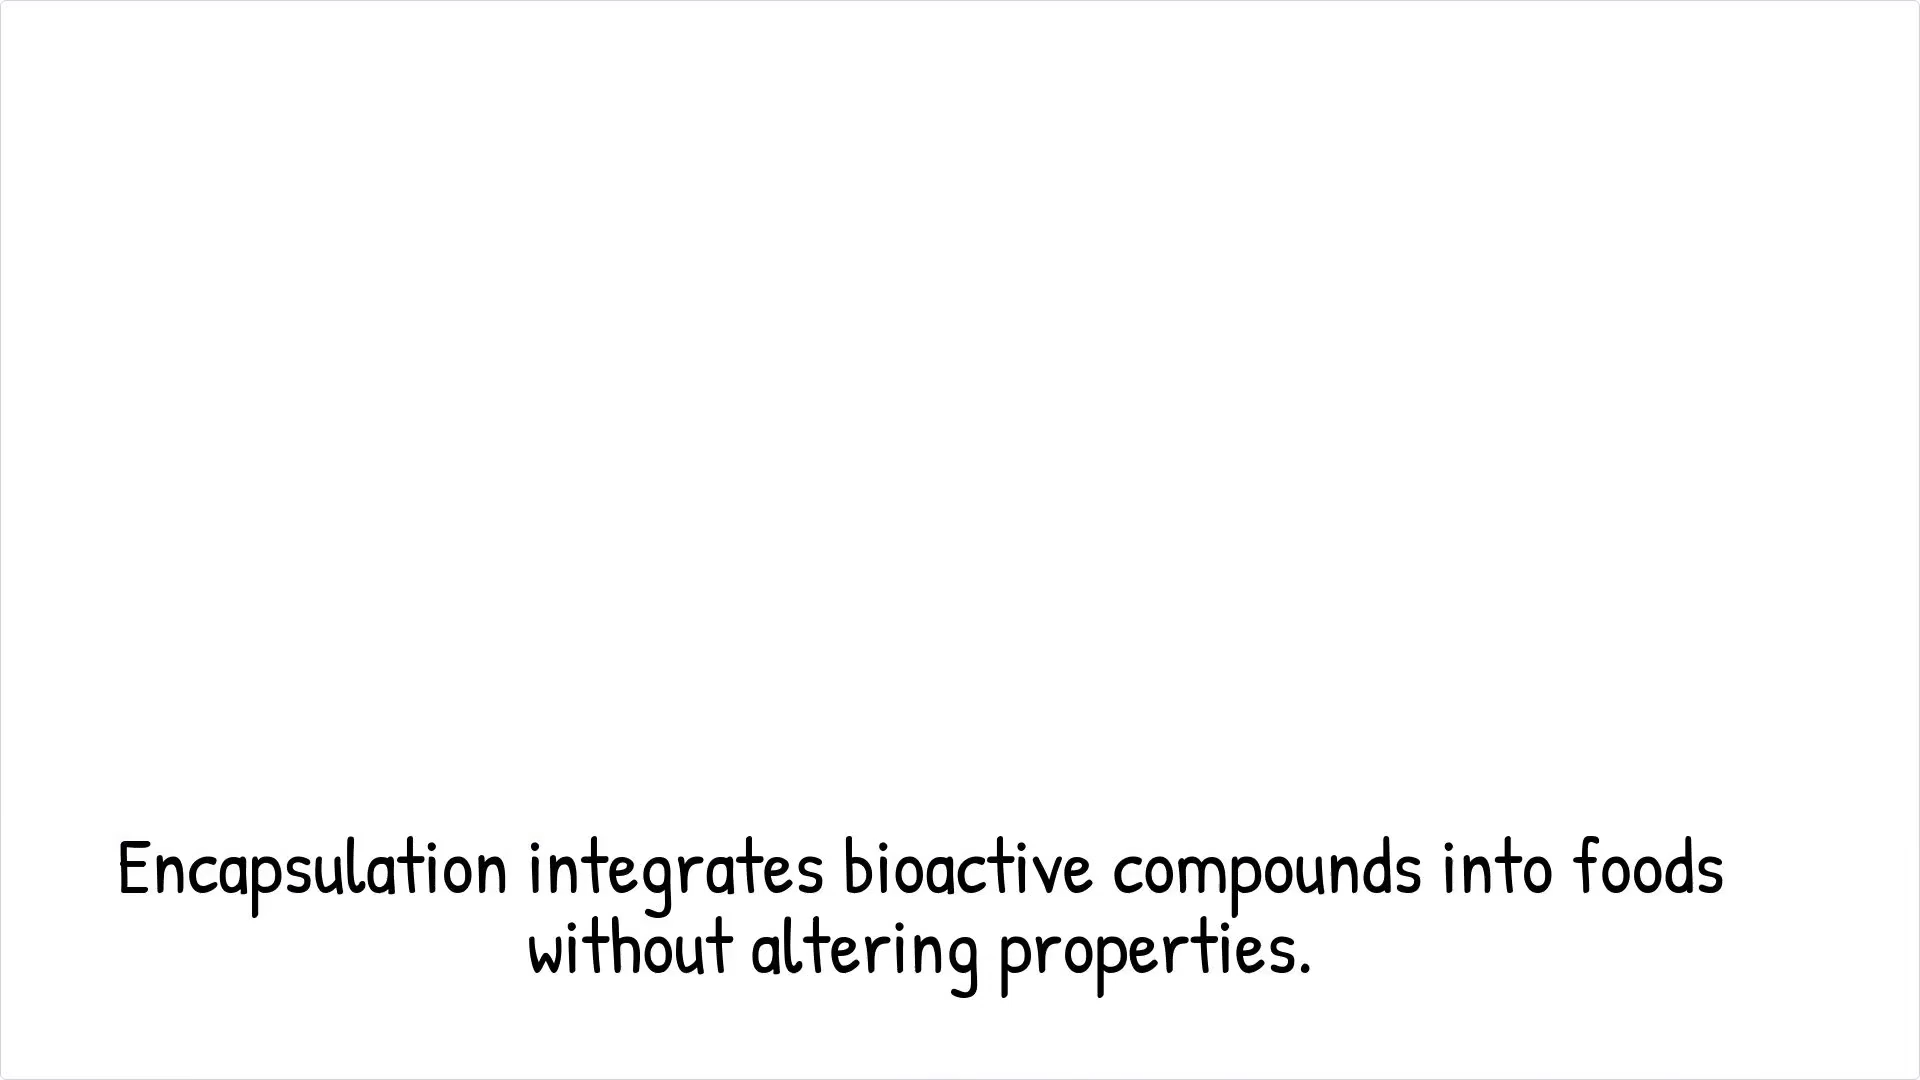 Encapsulation integrates bioactive compounds into foods
without altering properties.